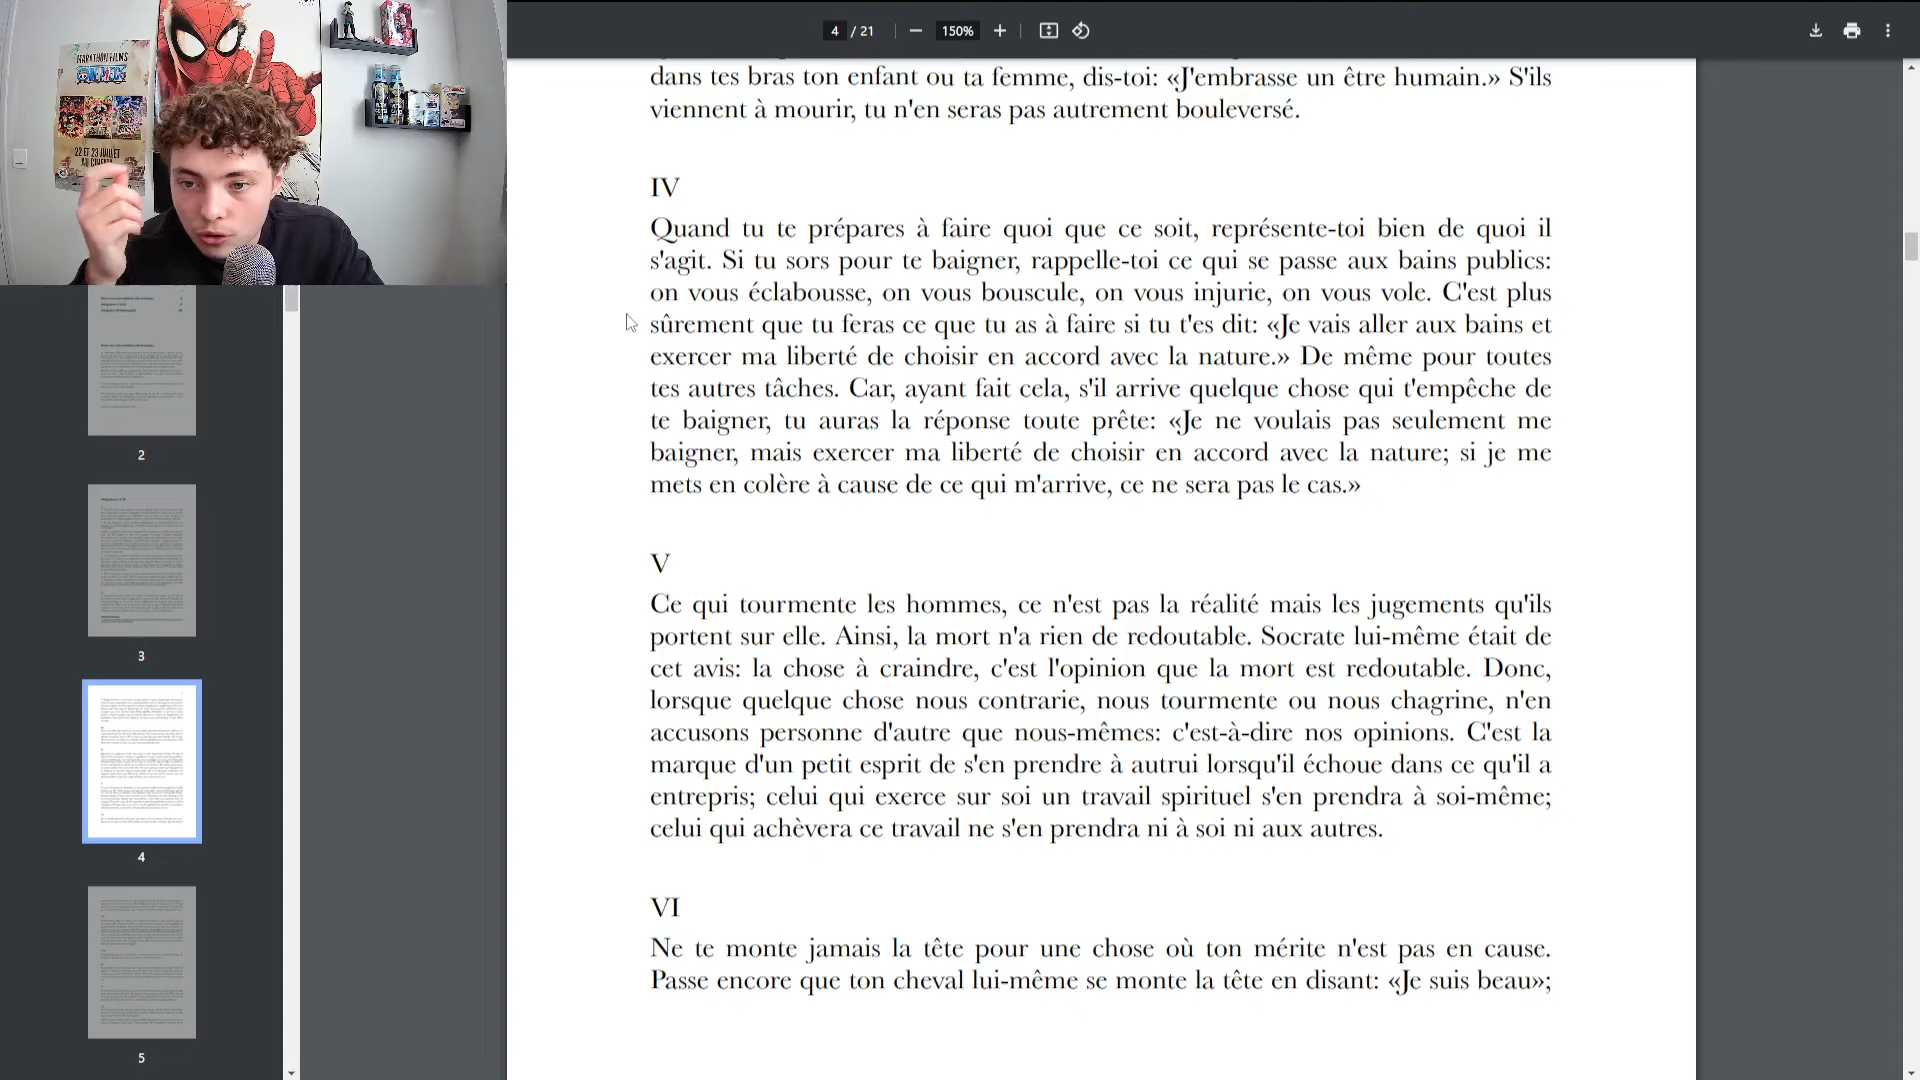 MARATHON FILMS
22 ET 23 JUILLET
AU CINÉMA
4 / 21
150%
dans tes bras ton enfant ou ta femme, dis-toi: «J'embrasse un être humain.» S'ils
viennent à mourir, tu n'en seras pas autrement bouleversé.
IV
Quand tu te prépares à faire quoi que ce soit, représente-toi bien de quoi il
s'agit. Si tu sors pour te baigner, rappelle-toi ce qui se passe aux bains publics:
on vous éclabousse, on vous bouscule, on vous injurie, on vous vole. C'est plus
sûrement que tu feras ce que tu as à faire si tu t'es dit: «Je vais aller aux bains et
exercer ma liberté de choisir en accord avec la nature.» De même pour toutes
tes autres tâches. Car, ayant fait cela, s'il arrive quelque chose qui t'empêche de
te baigner, tu auras la réponse toute prête: «Je ne voulais pas seulement me
baigner, mais exercer ma liberté de choisir en accord avec la nature; si je me
mets en colère à cause de ce qui m'arrive, ce ne sera pas le cas.»
V
Ce qui tourmente les hommes, ce n'est pas la réalité mais les jugements qu'ils
portent sur elle. Ainsi, la mort n'a rien de redoutable. Socrate lui-même était de
cet avis: la chose à craindre, c'est l'opinion que la mort est redoutable. Donc,
lorsque quelque chose nous contrarie, nous tourmente ou nous chagrine, n'en
accusons personne d'autre que nous-mêmes: c'est-à-dire nos opinions. C'est la
marque d'un petit esprit de s'en prendre à autrui lorsqu'il échoue dans ce qu'il a
entrepris; celui qui exerce sur soi un travail spirituel s'en prendra à soi-même;
celui qui achèvera ce travail ne s'en prendra ni à soi ni aux autres.
VI
Ne te monte jamais la tête pour une chose où ton mérite n'est pas en cause.
Passe encore que ton cheval lui-même se monte la tête en disant: «Je suis beau»;
2
3
4
5